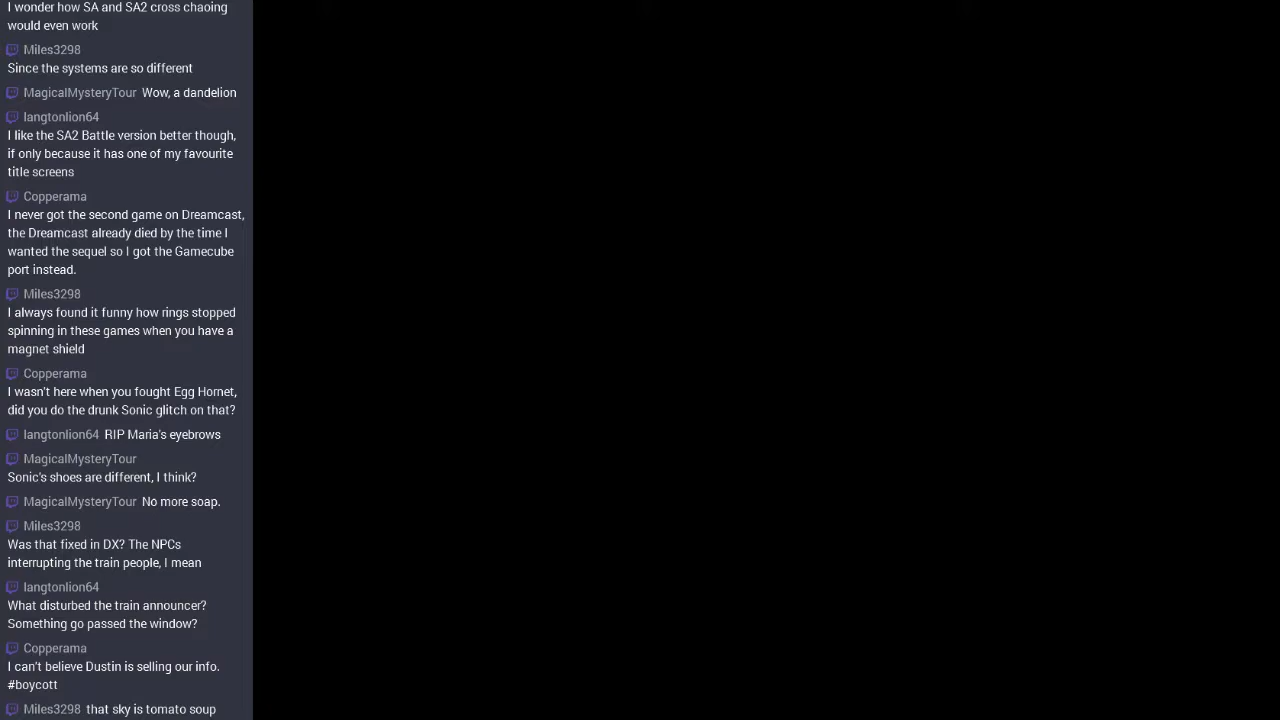 I wonder how SA and SA2 cross chaoing
would even work
Miles3298
Since the systems are so different
MagicalMysteryTour Wow, a dandelion
langtonlion64
I like the SA2 Battle version better though,
if only because it has one of my favourite
title screens
Copperama
I never got the second game on Dreamcast,
the Dreamcast already died by the time I
wanted the sequel so I got the Gamecube
port instead.
Miles3298
I always found it funny how rings stopped
spinning in these games when you have a
magnet shield
Copperama
I wasn't here when you fought Egg Hornet,
did you do the drunk Sonic glitch on that?
langtonlion64 RIP Maria's eyebrows
MagicalMysteryTour
Sonic's shoes are different, I think?
MagicalMysteryTour No more soap.
Miles3298
Was that fixed in DX? The NPCs
interrupting the train people, I mean
langtonlion64
What disturbed the train announcer?
Something go passed the window?
Copperama
I can't believe Dustin is selling our info.
#boycott
Miles3298 that sky is tomato soup